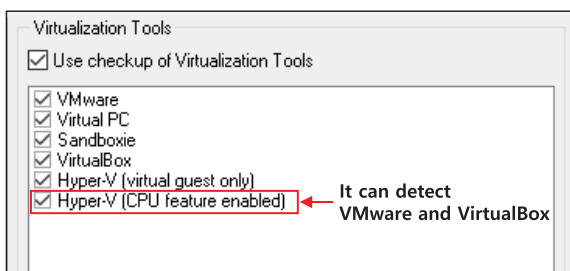 Virtualization Tools
Use checkup of Virtualization Tools
VMware
Virtual PC
Sandboxie
VirtualBox
Hyper-V (virtual guest only)
Hyper-V (CPU feature enabled)
It can detect
VMware and VirtualBox